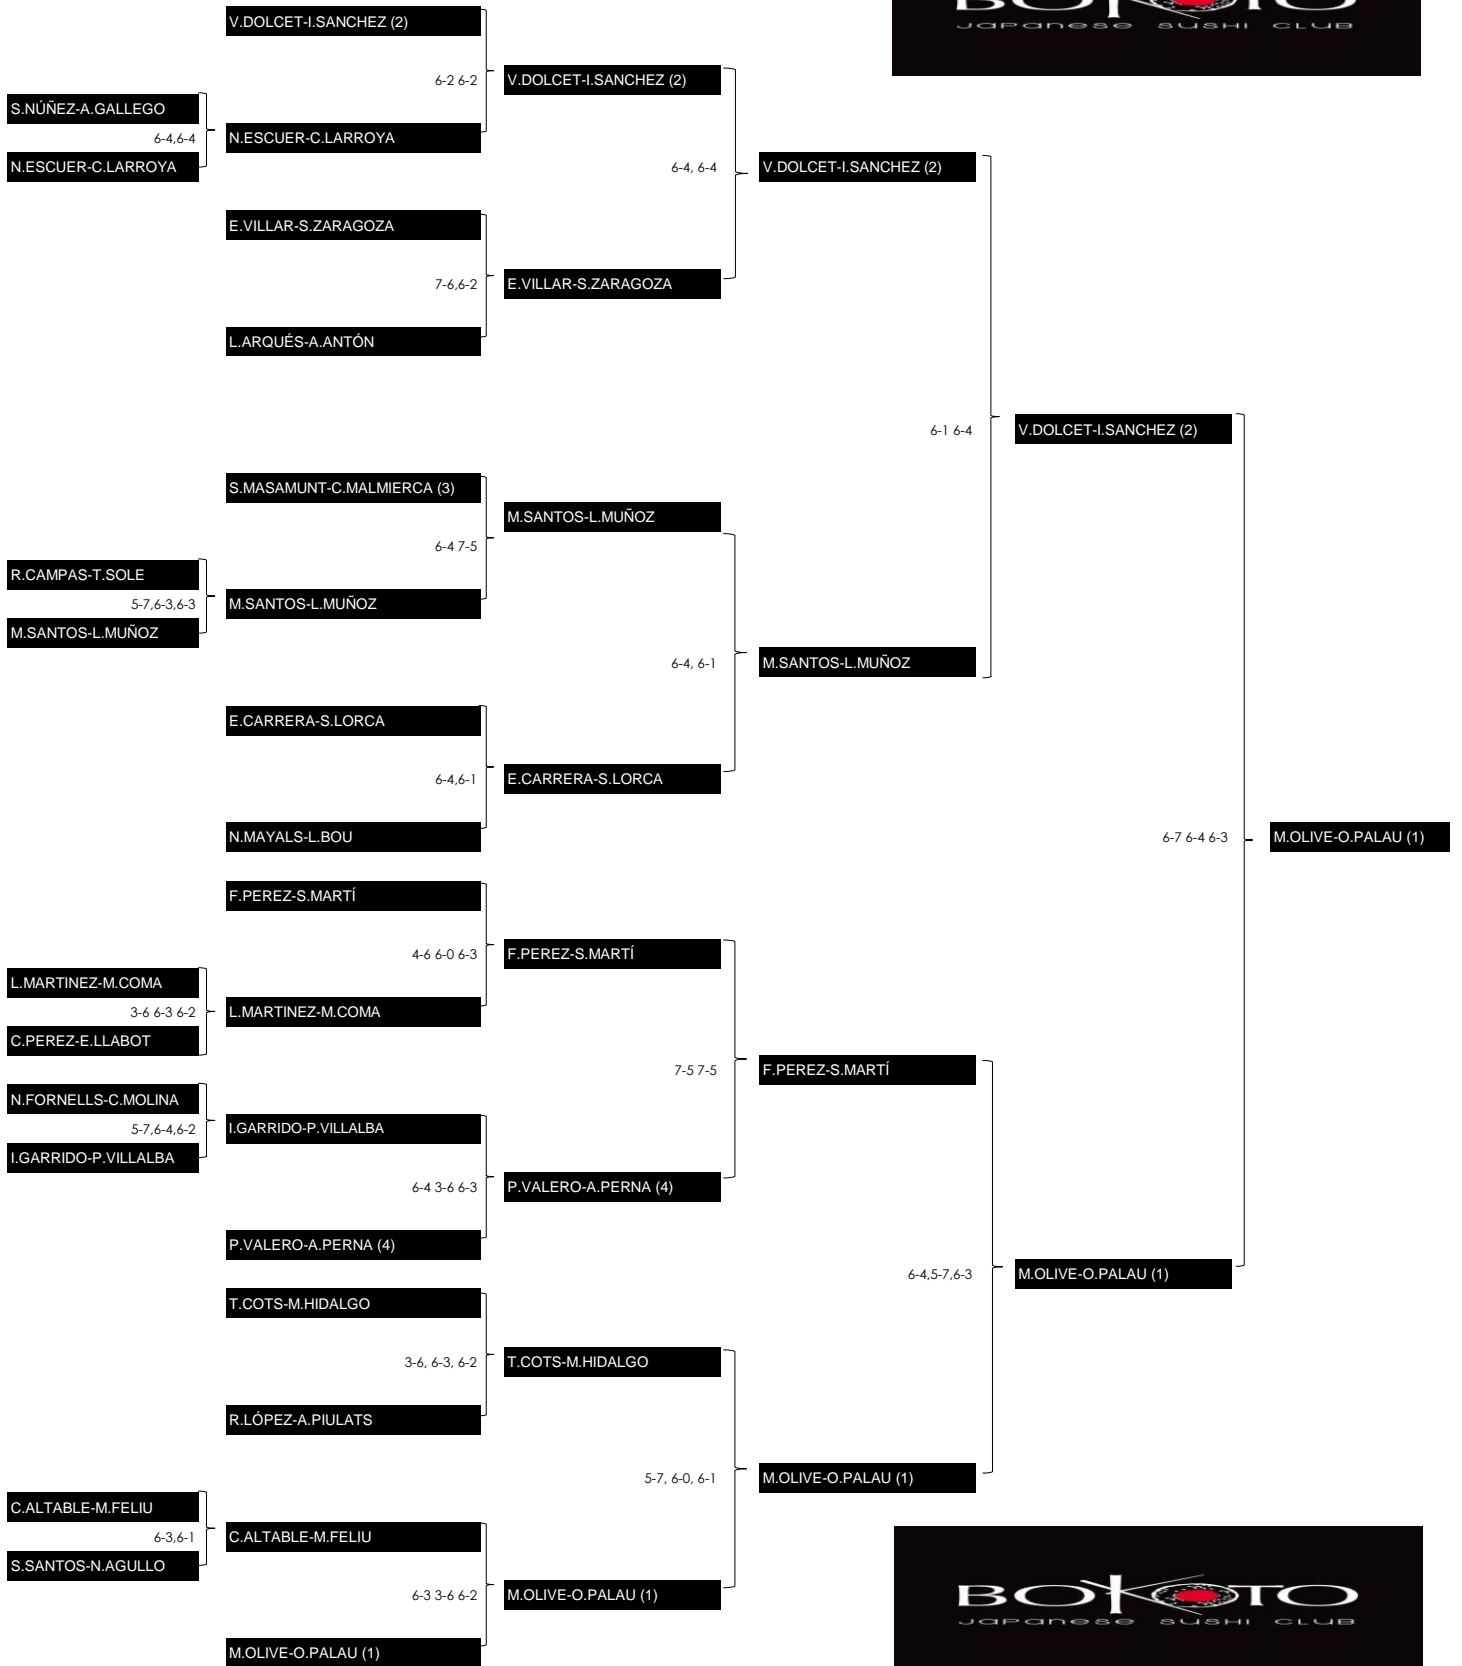 BOKOTO
JAPANESE SUSHI CLUB
V.DOLCET-I.SANCHEZ (2)
6-2 6-2
V.DOLCET-I.SANCHEZ (2)
S.NÚÑEZ-A.GALLEGO
6-4,6-4
N.ESCUER-C.LARROYA
N.ESCUER-C.LARROYA
6-4, 6-4
V.DOLCET-I.SANCHEZ (2)
E.VILLAR-S.ZARAGOZA
7-6,6-2
E.VILLAR-S.ZARAGOZA
L.ARQUÉS-A.ANTÓN
6-1 6-4
V.DOLCET-I.SANCHEZ (2)
S.MASAMUNT-C.MALMIERCA (3)
M.SANTOS-L.MUÑOZ
6-4 7-5
R.CAMPAS-T.SOLE
5-7,6-3,6-3
M.SANTOS-L.MUÑOZ
M.SANTOS-L.MUÑOZ
6-4, 6-1
M.SANTOS-L.MUÑOZ
E.CARRERA-S.LORCA
6-4,6-1
E.CARRERA-S.LORCA
N.MAYALS-L.BOU
6-7 6-4 6-3
M.OLIVE-O.PALAU (1)
F.PEREZ-S.MARTÍ
4-6 6-0 6-3
F.PEREZ-S.MARTÍ
L.MARTINEZ-M.COMA
3-6 6-3 6-2
L.MARTINEZ-M.COMA
C.PEREZ-E.LLABOT
7-5 7-5
F.PEREZ-S.MARTÍ
N.FORNELLS-C.MOLINA
5-7,6-4,6-2
I.GARRIDO-P.VILLALBA
I.GARRIDO-P.VILLALBA
6-4 3-6 6-3
P.VALERO-A.PERNA (4)
P.VALERO-A.PERNA (4)
6-4,5-7,6-3
M.OLIVE-O.PALAU (1)
T.COTS-M.HIDALGO
3-6, 6-3, 6-2
T.COTS-M.HIDALGO
R.LÓPEZ-A.PIULATS
5-7, 6-0, 6-1
M.OLIVE-O.PALAU (1)
C.ALTABLE-M.FELIU
6-3,6-1
C.ALTABLE-M.FELIU
S.SANTOS-N.AGULLO
6-3 3-6 6-2
M.OLIVE-O.PALAU (1)
M.OLIVE-O.PALAU (1)
BOKOTO
JAPANESE SUSHI CLUB